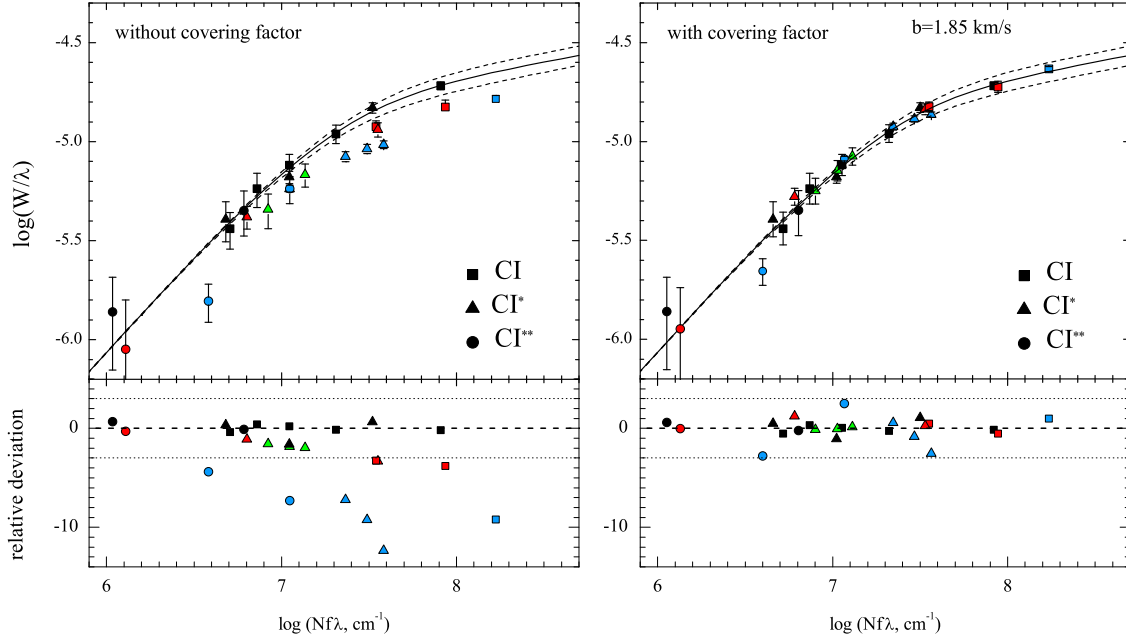 without covering factor
with covering factor
b=1.85 km/s
log(W/λ)
-4.5
-5.0
-5.5
-6.0
CI
CI*
CI**
-4.5
-5.0
-5.5
-6.0
CI
CI*
CI**
relative deviation
0
-10
0
-10
6
7
8
6
7
8
log (Nfλ, cm⁻¹)
log (Nfλ, cm⁻¹)